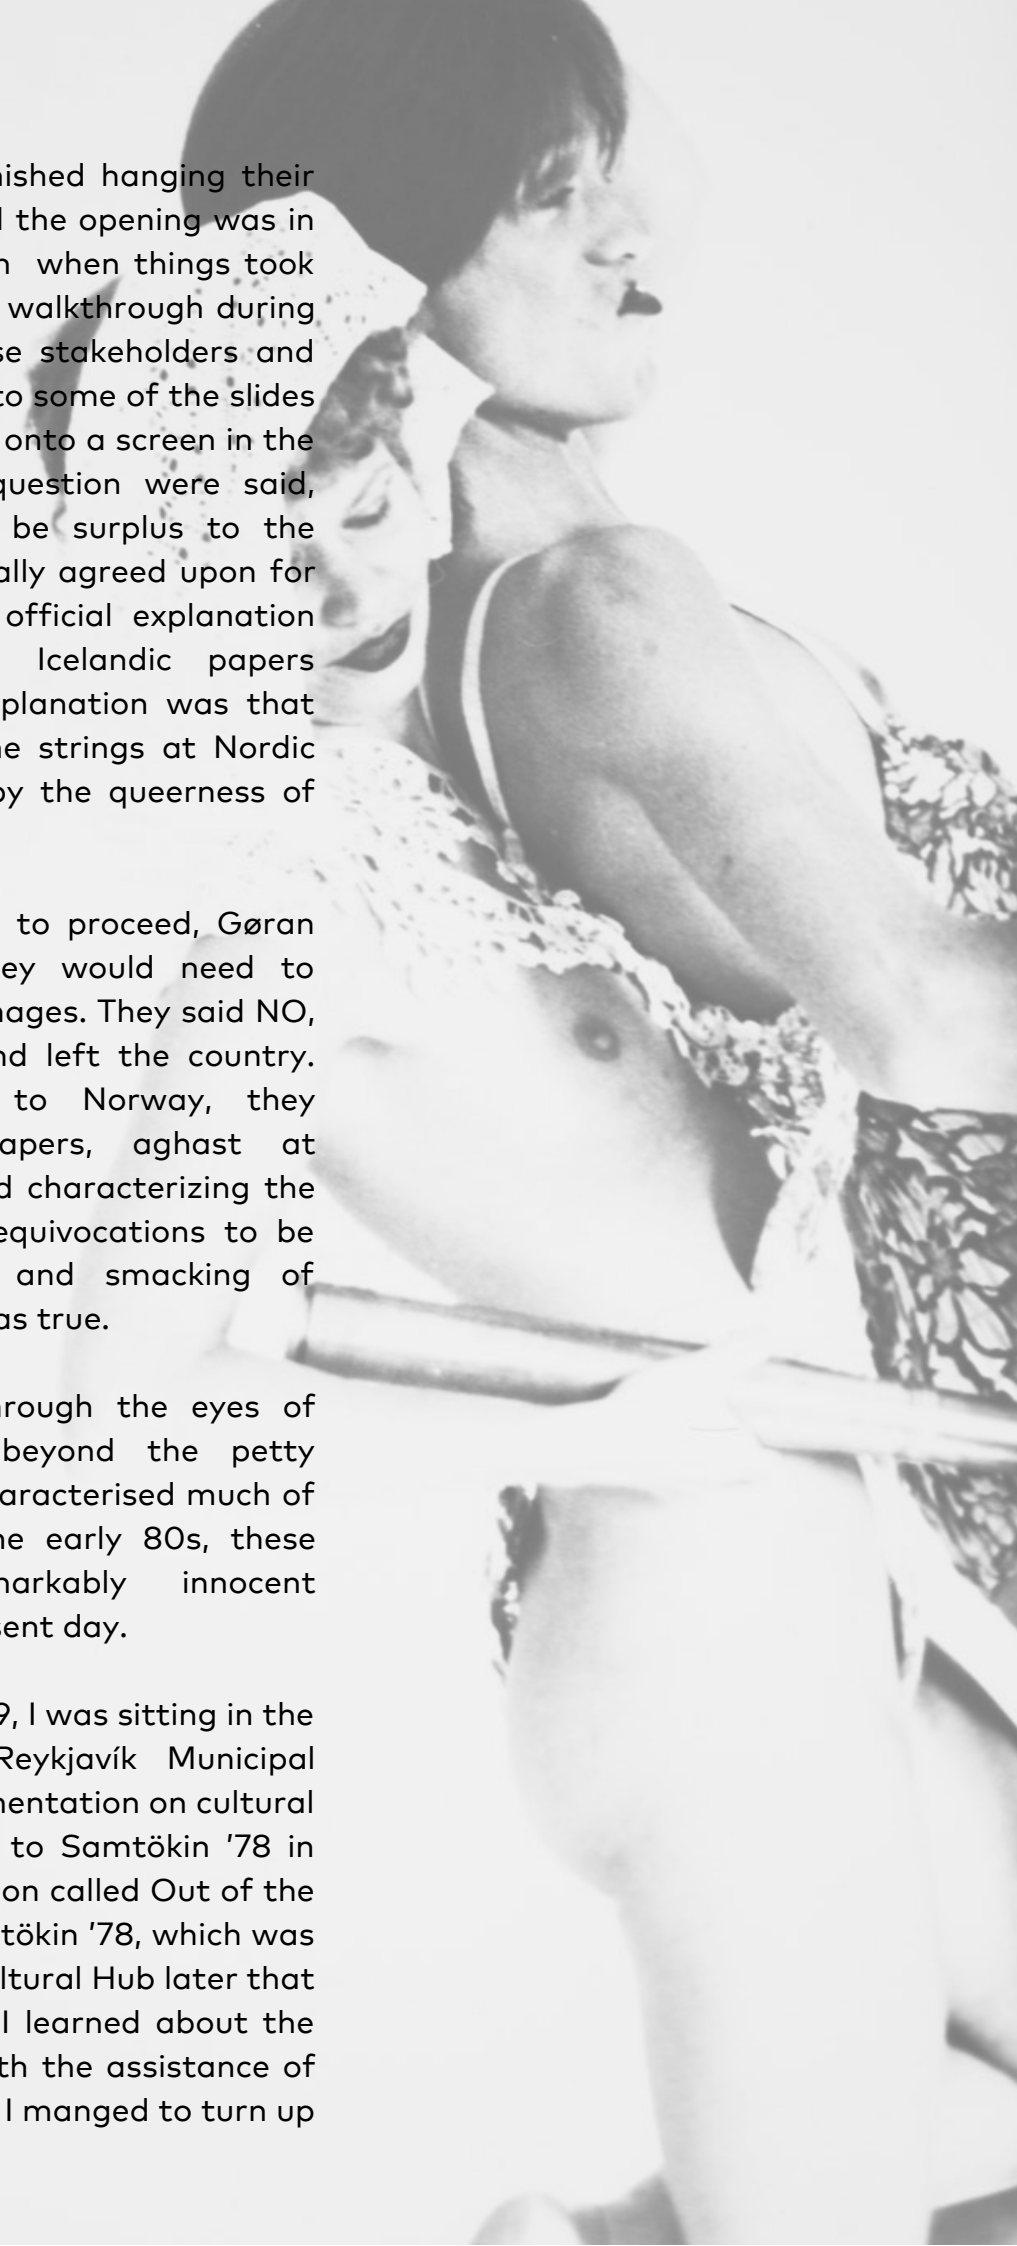 nished hanging their
the opening was in
when things took
walkthrough during
se stakeholders and
to some of the slides
onto a screen in the
question were said,
be surplus to the
ally agreed upon for
official explanation
Icelandic papers
planation was that
ne strings at Nordic
by the queerness of
to proceed, Gøran
ey would need to
nages. They said NO,
nd left the country.
to Norway, they
apers, aghast at
d characterizing the
equivocations to be
and smacking of
as true.
hrough the eyes of
beyond the petty
aracterised much of
ne early 80s, these
markably innocent
sent day.
9, I was sitting in the
Reykjavík Municipal
nentation on cultural
to Samtökin ’78 in
on called Out of the
tökin ’78, which was
ltural Hub later that
I learned about the
th the assistance of
I manged to turn up